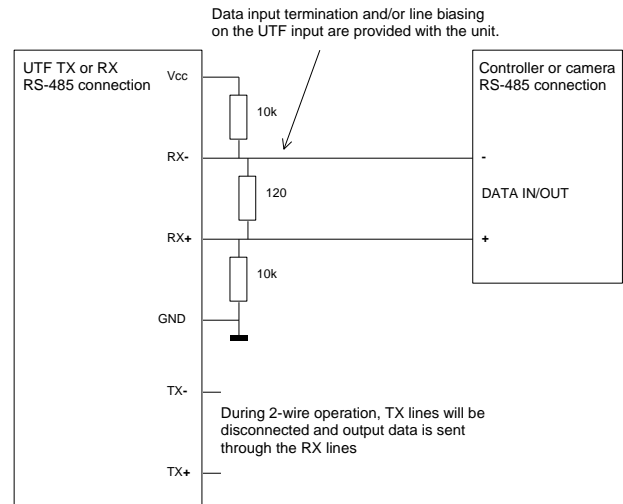 Data input termination and/or line biasing
on the UTF input are provided with the unit.
UTF TX or RX
RS-485 connection
Vcc
Controller or camera
RS-485 connection
10k
RX-
-
120
DATA IN/OUT
RX+
+
10k
GND
TX-
During 2-wire operation, TX lines will be
disconnected and output data is sent
through the RX lines
TX+